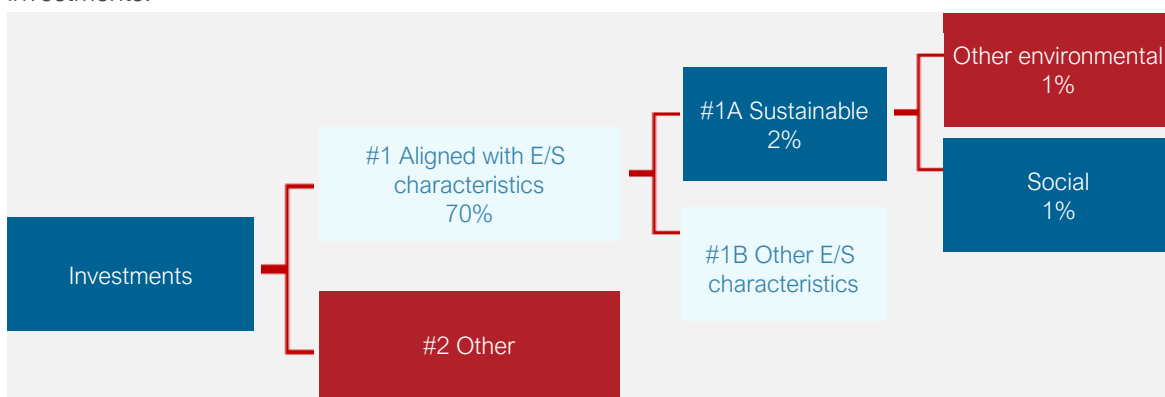 investments.
Other environmental
1%
#1A Sustainable
2%
#1 Aligned with E/S
characteristics
70%
Social
1%
#1B Other E/S
characteristics
Investments
#2 Other